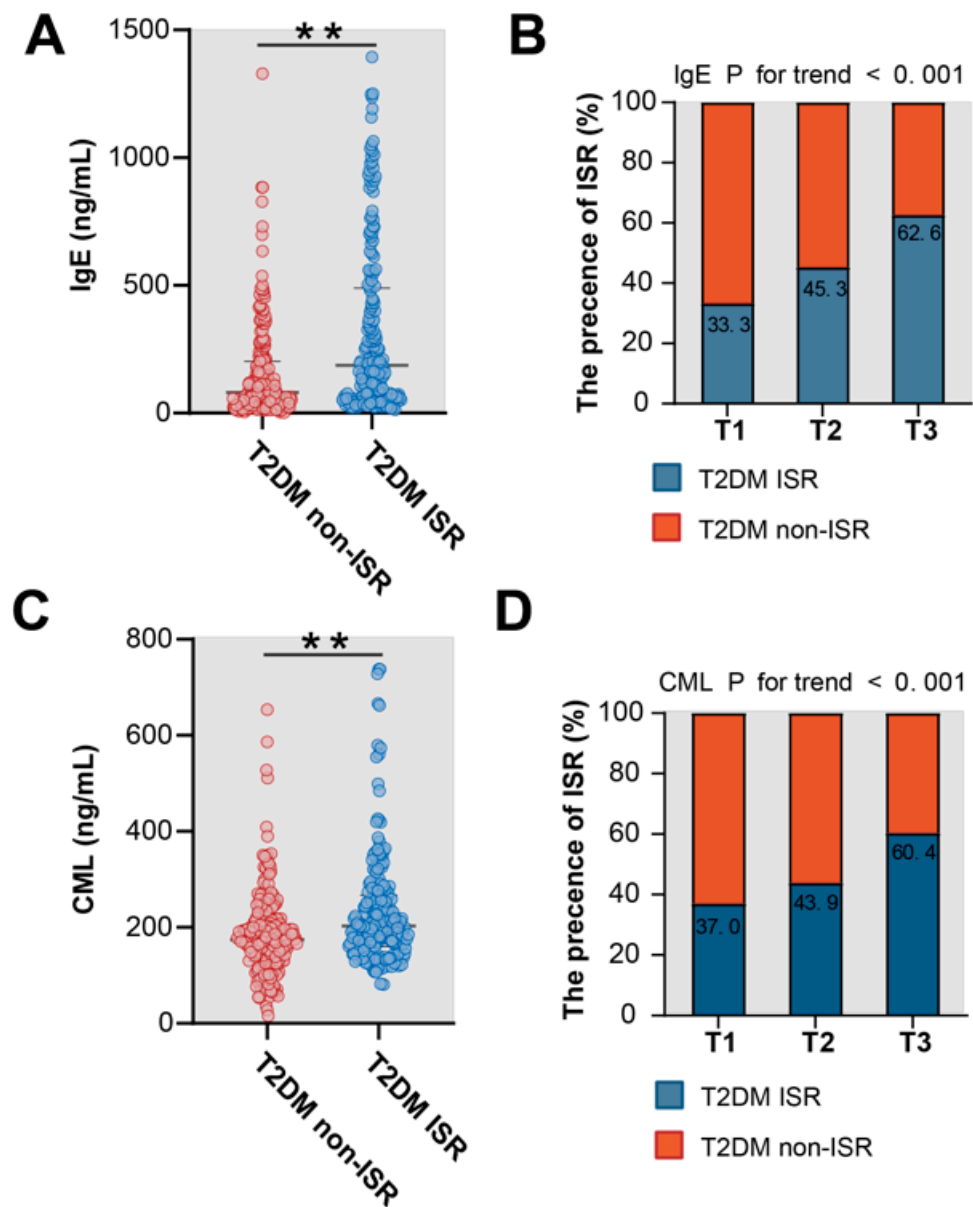 A
**
1500
1000
500
0
IgE (ng/mL)
T2DM non-ISR
T2DM ISR
B
IgE P for trend < 0.001
100
80
60
40
20
0
The precence of ISR (%)
33.3
45.3
62.6
T1 T2 T3
T2DM ISR
T2DM non-ISR
C
**
800
600
400
200
0
CML (ng/mL)
T2DM non-ISR
T2DM ISR
D
CML P for trend < 0.001
100
80
60
40
20
0
The precence of ISR (%)
37.0
43.9
60.4
T1 T2 T3
T2DM ISR
T2DM non-ISR